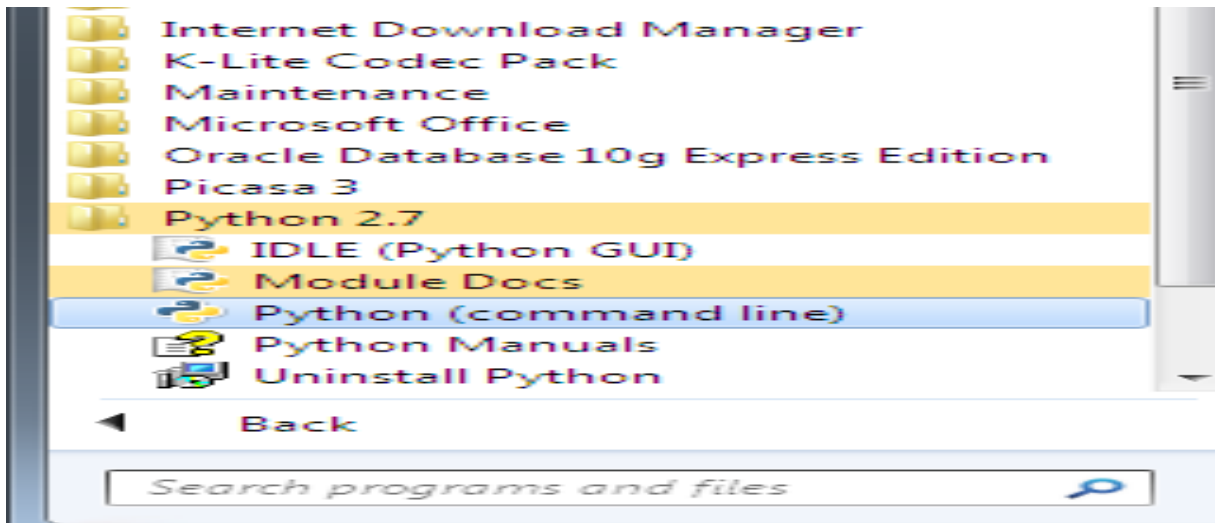 Internet Download Manager
K-Lite Codec Pack
Maintenance
Microsoft Office
Oracle Database 10g Express Edition
Picasa 3
Python 2.7
IDLE (Python GUI)
Module Docs
Python (command line)
Python Manuals
Uninstall Python
Back
Search programs and files